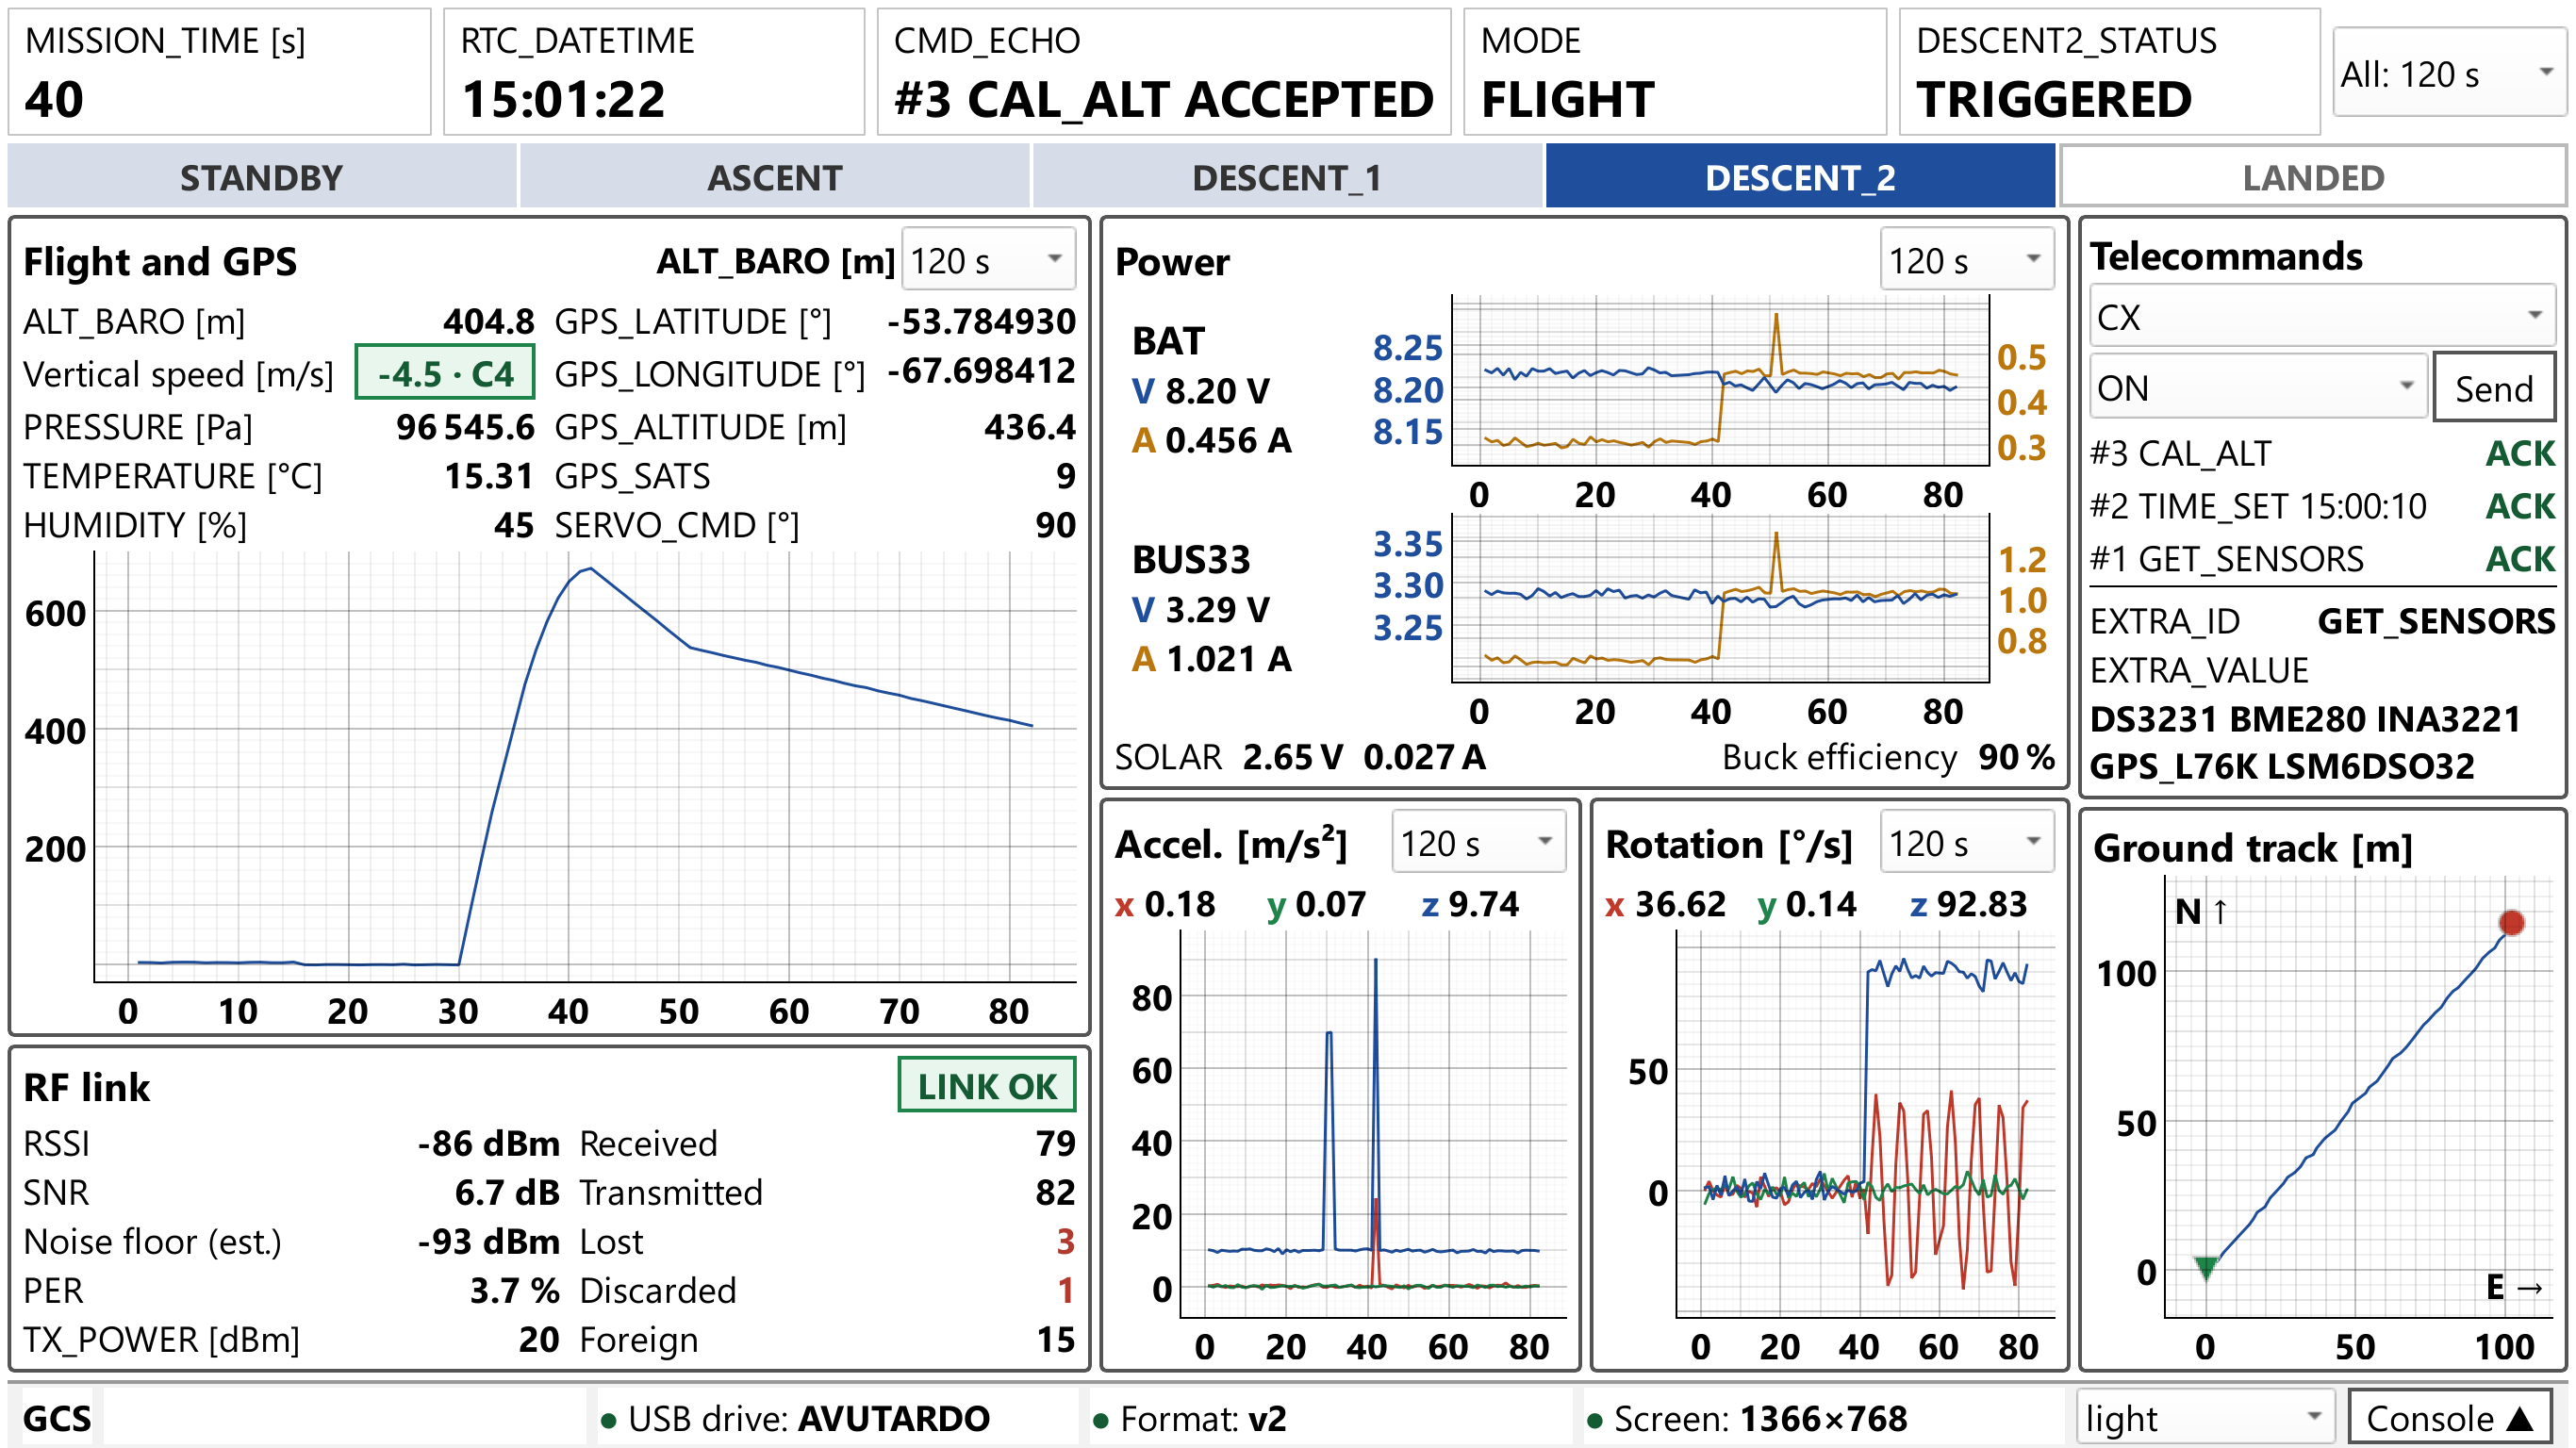 MISSION_TIME [s]
40
RTC_DATETIME
15:01:22
CMD_ECHO
#3 CAL_ALT ACCEPTED
MODE
FLIGHT
DESCENT2_STATUS
TRIGGERED
All: 120 s
STANDBY
ASCENT
DESCENT_1
DESCENT_2
LANDED
Flight and GPS
ALT_BARO [m]
120 s
ALT_BARO [m] 404.8
GPS_LATITUDE [°] -53.784930
Vertical speed [m/s] -4.5 · C4
GPS_LONGITUDE [°] -67.698412
PRESSURE [Pa] 96 545.6
GPS_ALTITUDE [m] 436.4
TEMPERATURE [°C] 15.31
GPS_SATS 9
HUMIDITY [%] 45
SERVO_CMD [°] 90
600
400
200
0 10 20 30 40 50 60 70 80
RF link
LINK OK
RSSI -86 dBm
Received 79
SNR 6.7 dB
Transmitted 82
Noise floor (est.) -93 dBm
Lost 3
PER 3.7 %
Discarded 1
TX_POWER [dBm] 20
Foreign 15
Power
120 s
BAT
V 8.20 V
A 0.456 A
8.25
8.20
8.15
0.5
0.4
0.3
0 20 40 60 80
BUS33
V 3.29 V
A 1.021 A
3.35
3.30
3.25
1.2
1.0
0.8
0 20 40 60 80
SOLAR 2.65 V 0.027 A
Buck efficiency 90 %
Accel. [m/s²]
120 s
x 0.18 y 0.07 z 9.74
80
60
40
20
0
0 20 40 60 80
Rotation [°/s]
120 s
x 36.62 y 0.14 z 92.83
50
0
0 20 40 60 80
Telecommands
CX
ON
Send
#3 CAL_ALT ACK
#2 TIME_SET 15:00:10 ACK
#1 GET_SENSORS ACK
EXTRA_ID GET_SENSORS
EXTRA_VALUE
DS3231 BME280 INA3221
GPS_L76K LSM6DSO32
Ground track [m]
N ↑
100
50
0
E →
0 50 100
GCS
● USB drive: AVUTARDO
● Format: v2
● Screen: 1366×768
light
Console ▲